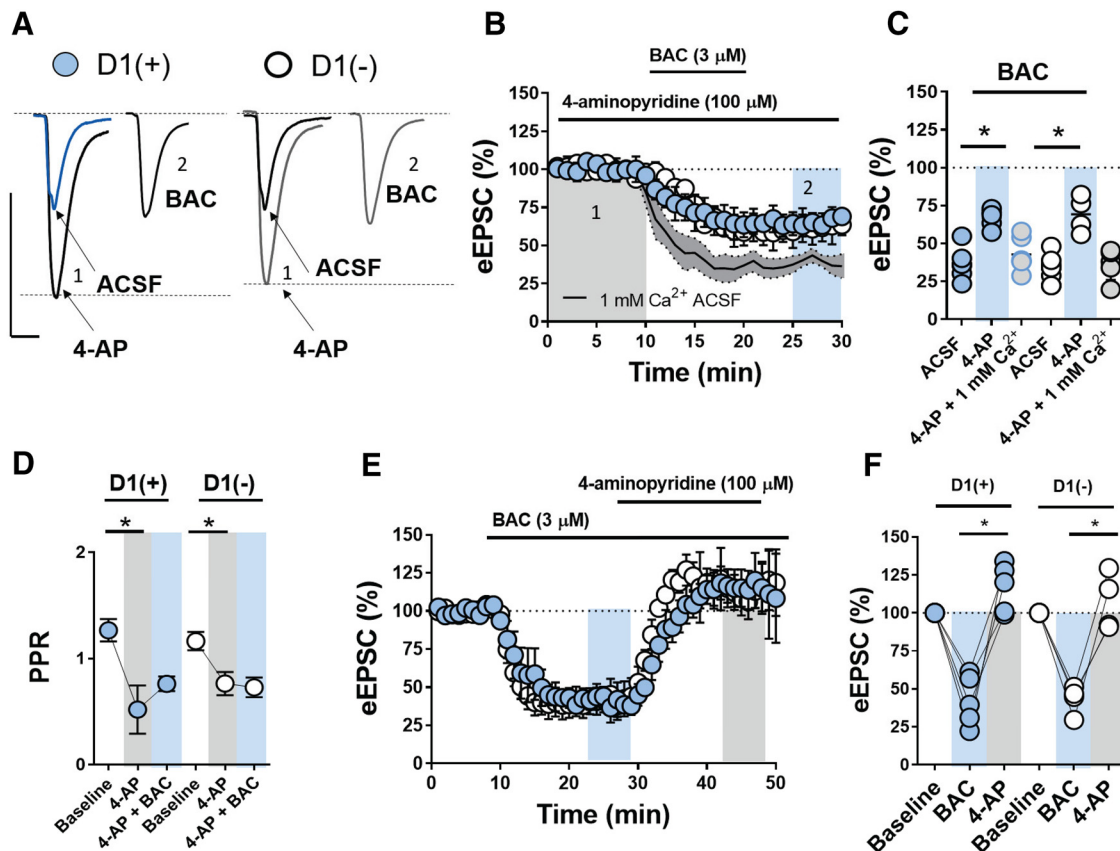 A
D1(+)
D1(-)
2
BAC
1
ACSF
4-AP
2
BAC
1
ACSF
4-AP
B
BAC (3 μM)
4-aminopyridine (100 μM)
eEPSC (%)
150
125
100
75
50
25
0
1
2
1 mM Ca²⁺ ACSF
0 5 10 15 20 25 30
Time (min)
C
BAC
* *
eEPSC (%)
150
125
100
75
50
25
0
ACSF
4-AP
4-AP + 1 mM Ca²⁺
ACSF
4-AP
4-AP + 1 mM Ca²⁺
D
D1(+) D1(-)
* *
PPR
2
1
0
Baseline
4-AP
4-AP + BAC
Baseline
4-AP
4-AP + BAC
E
4-aminopyridine (100 μM)
BAC (3 μM)
eEPSC (%)
150
125
100
75
50
25
0
0 10 20 30 40 50
Time (min)
F
D1(+) D1(-)
* *
eEPSC (%)
150
125
100
75
50
25
0
Baseline
BAC
4-AP
Baseline
BAC
4-AP